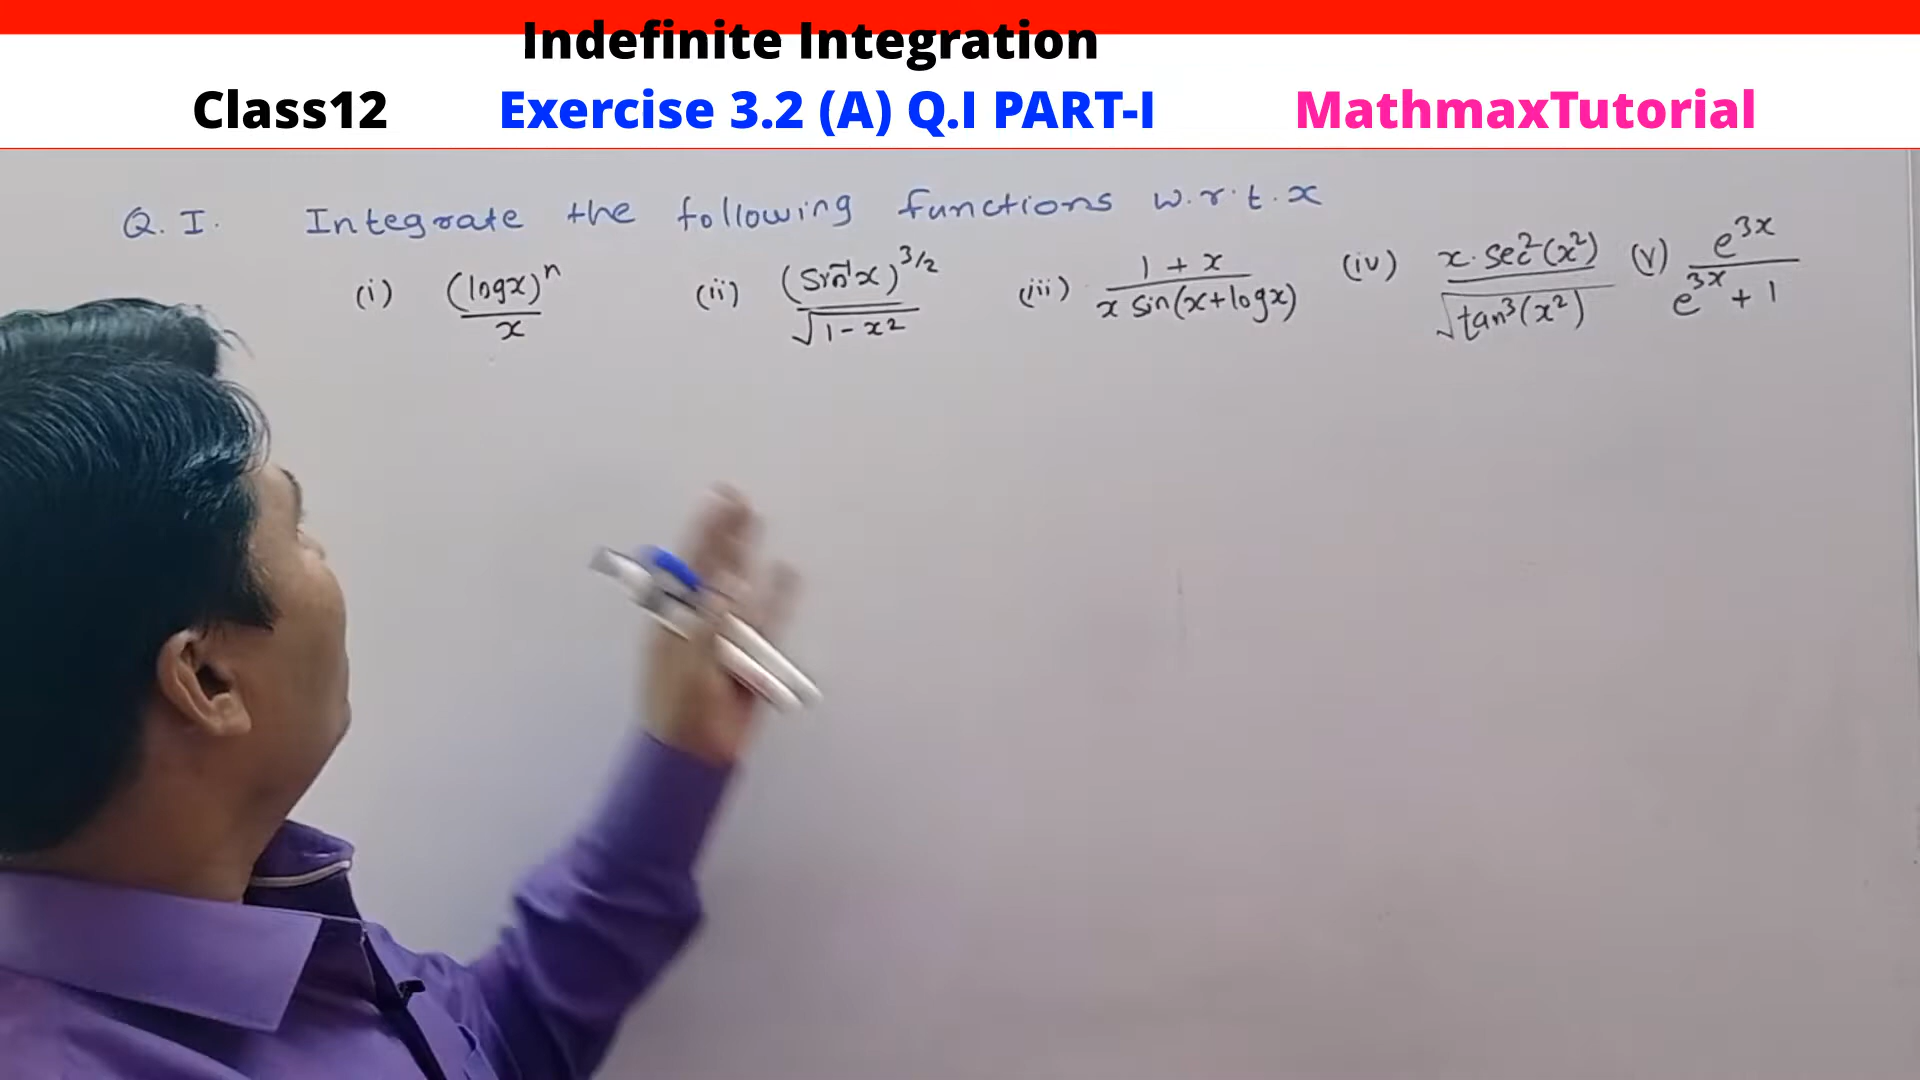 Indefinite Integration
Class12 Exercise 3.2 (A) Q.I PART-I MathmaxTutorial
Q. I. Integrate the following functions w.r.t.x
(i) (logx)^n / x (ii) (sin⁻¹x)^3/2 / √(1-x²) (iii) 1+x / x sin(x+logx) (iv) x·sec²(x²) / √tan³(x²) (v) e^3x / e^3x + 1